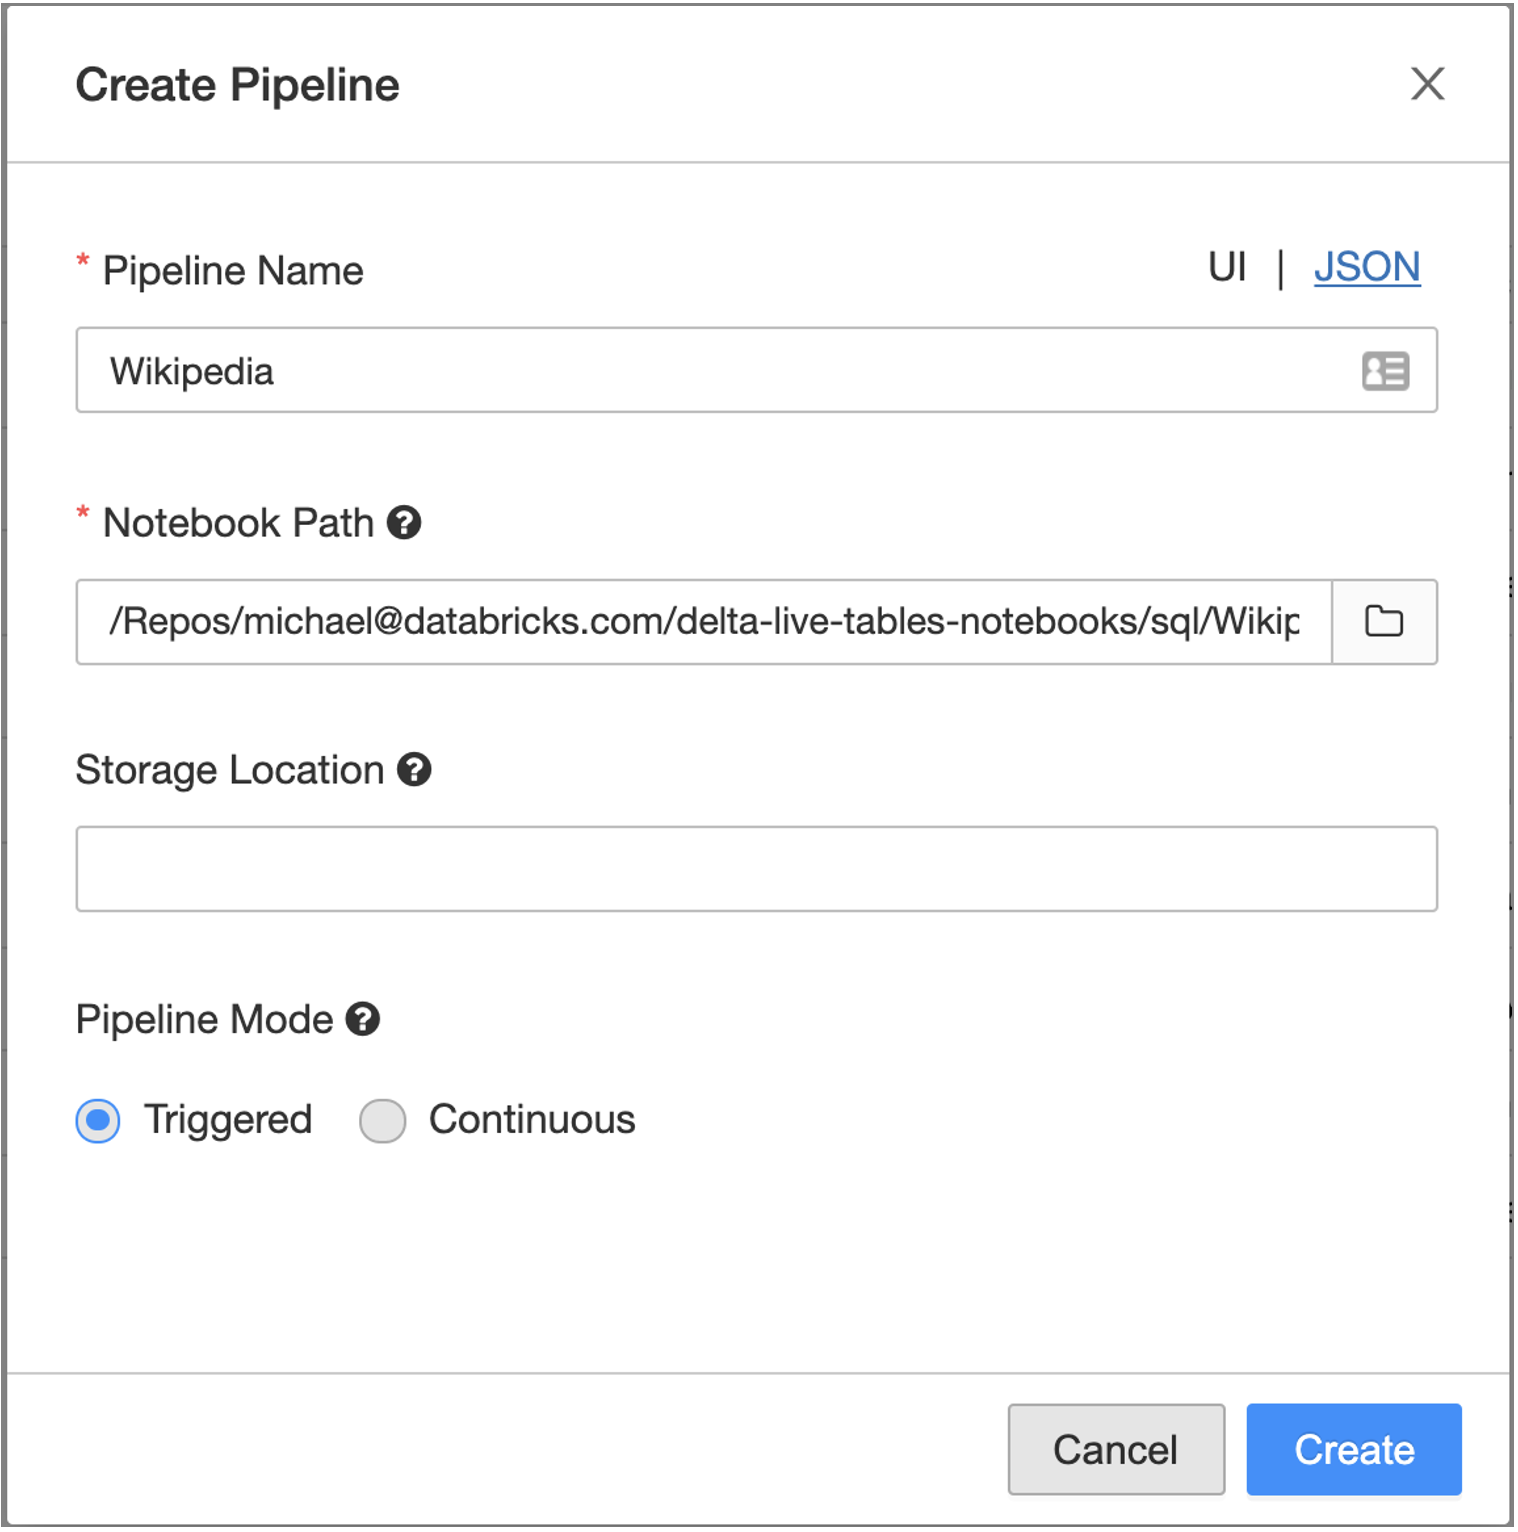 Create Pipeline
* Pipeline Name
UI | JSON
Wikipedia
* Notebook Path ?
/Repos/michael@databricks.com/delta-live-tables-notebooks/sql/Wikip
Storage Location ?
Pipeline Mode ?
Triggered Continuous
Cancel Create